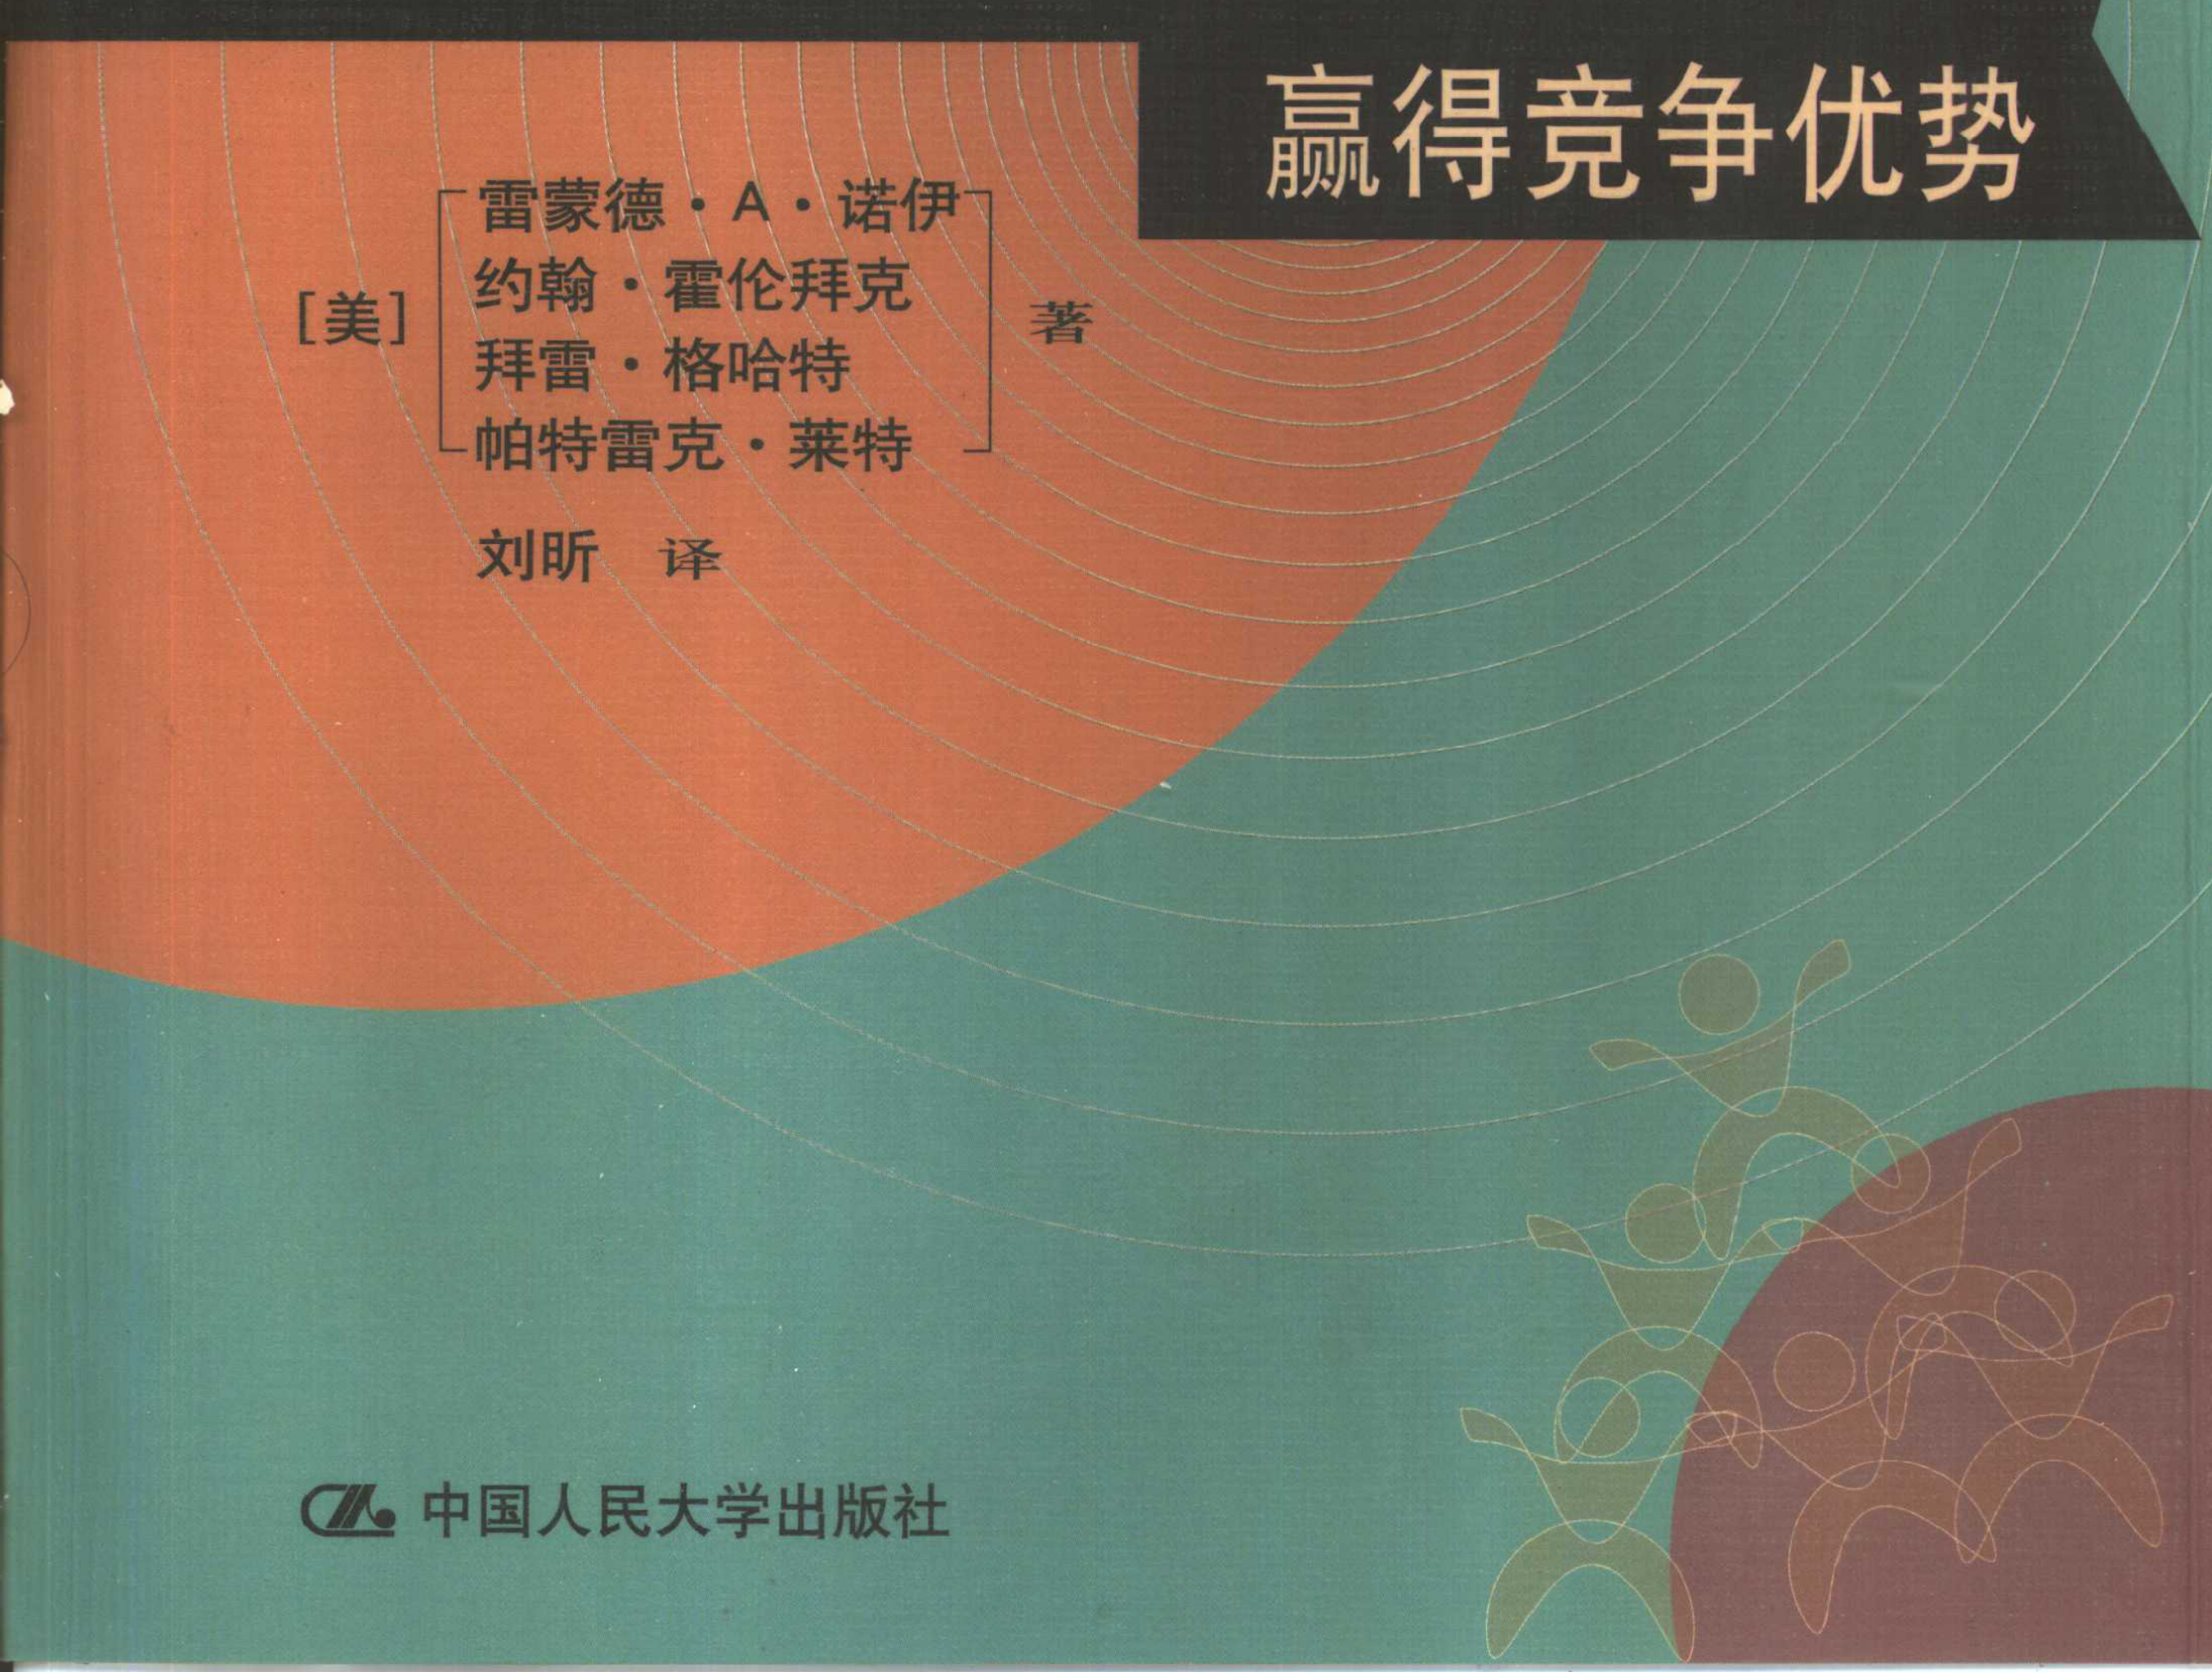 赢得竞争优势
雷蒙德·A·诺伊
约翰·霍伦拜克
[美] 著
拜雷·格哈特
帕特雷克·莱特
刘昕 译
中国人民大学出版社